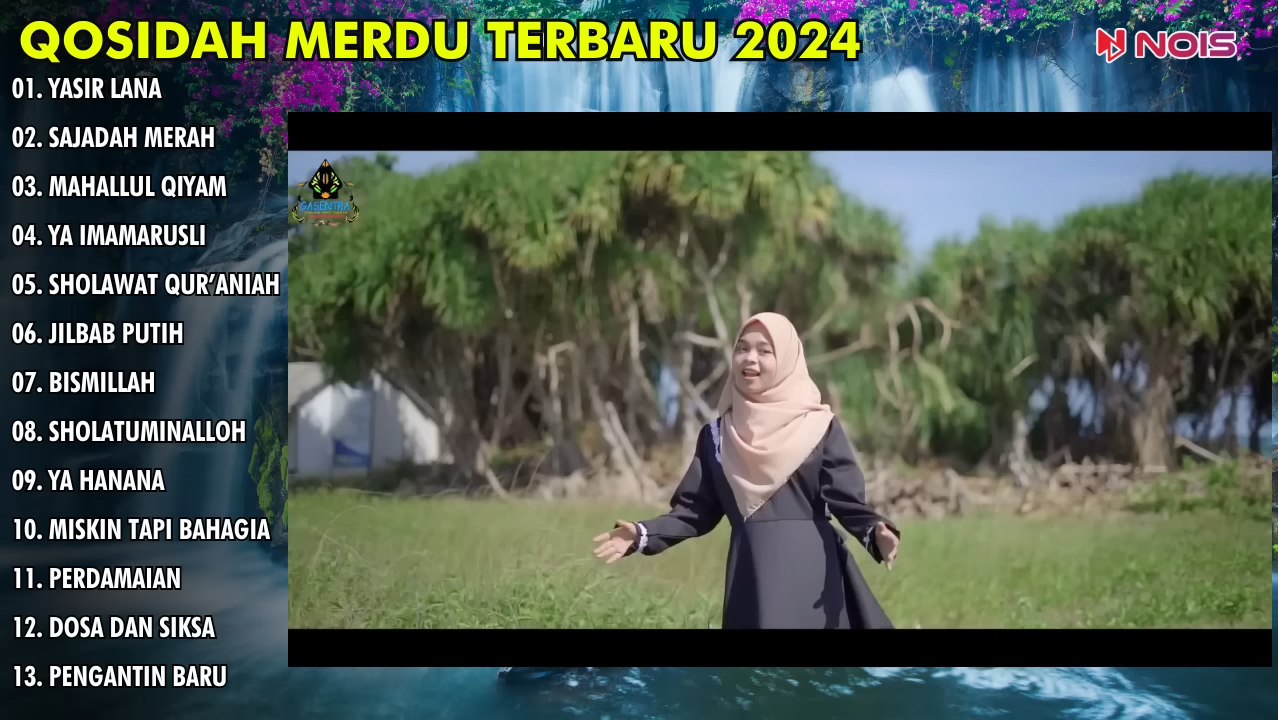 QOSIDAH MERDU TERBARU 2024
NOIS
01. YASIR LANA
02. SAJADAH MERAH
03. MAHALLUL QIYAM
04. YA IMAMARUSLI
05. SHOLAWAT QUR’ANIAH
06. JILBAB PUTIH
07. BISMILLAH
08. SHOLATUMINALLOH
09. YA HANANA
10. MISKIN TAPI BAHAGIA
11. PERDAMAIAN
12. DOSA DAN SIKSA
13. PENGANTIN BARU
GASENTRA